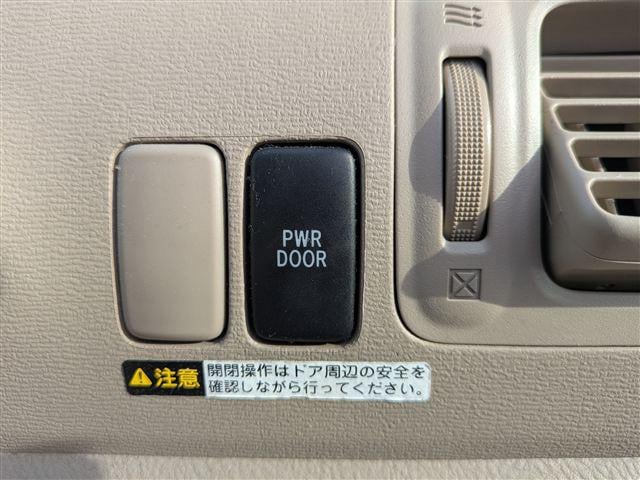 PWR
DOOR
注意
開閉操作はドア周辺の安全を
確認しながら行ってください。